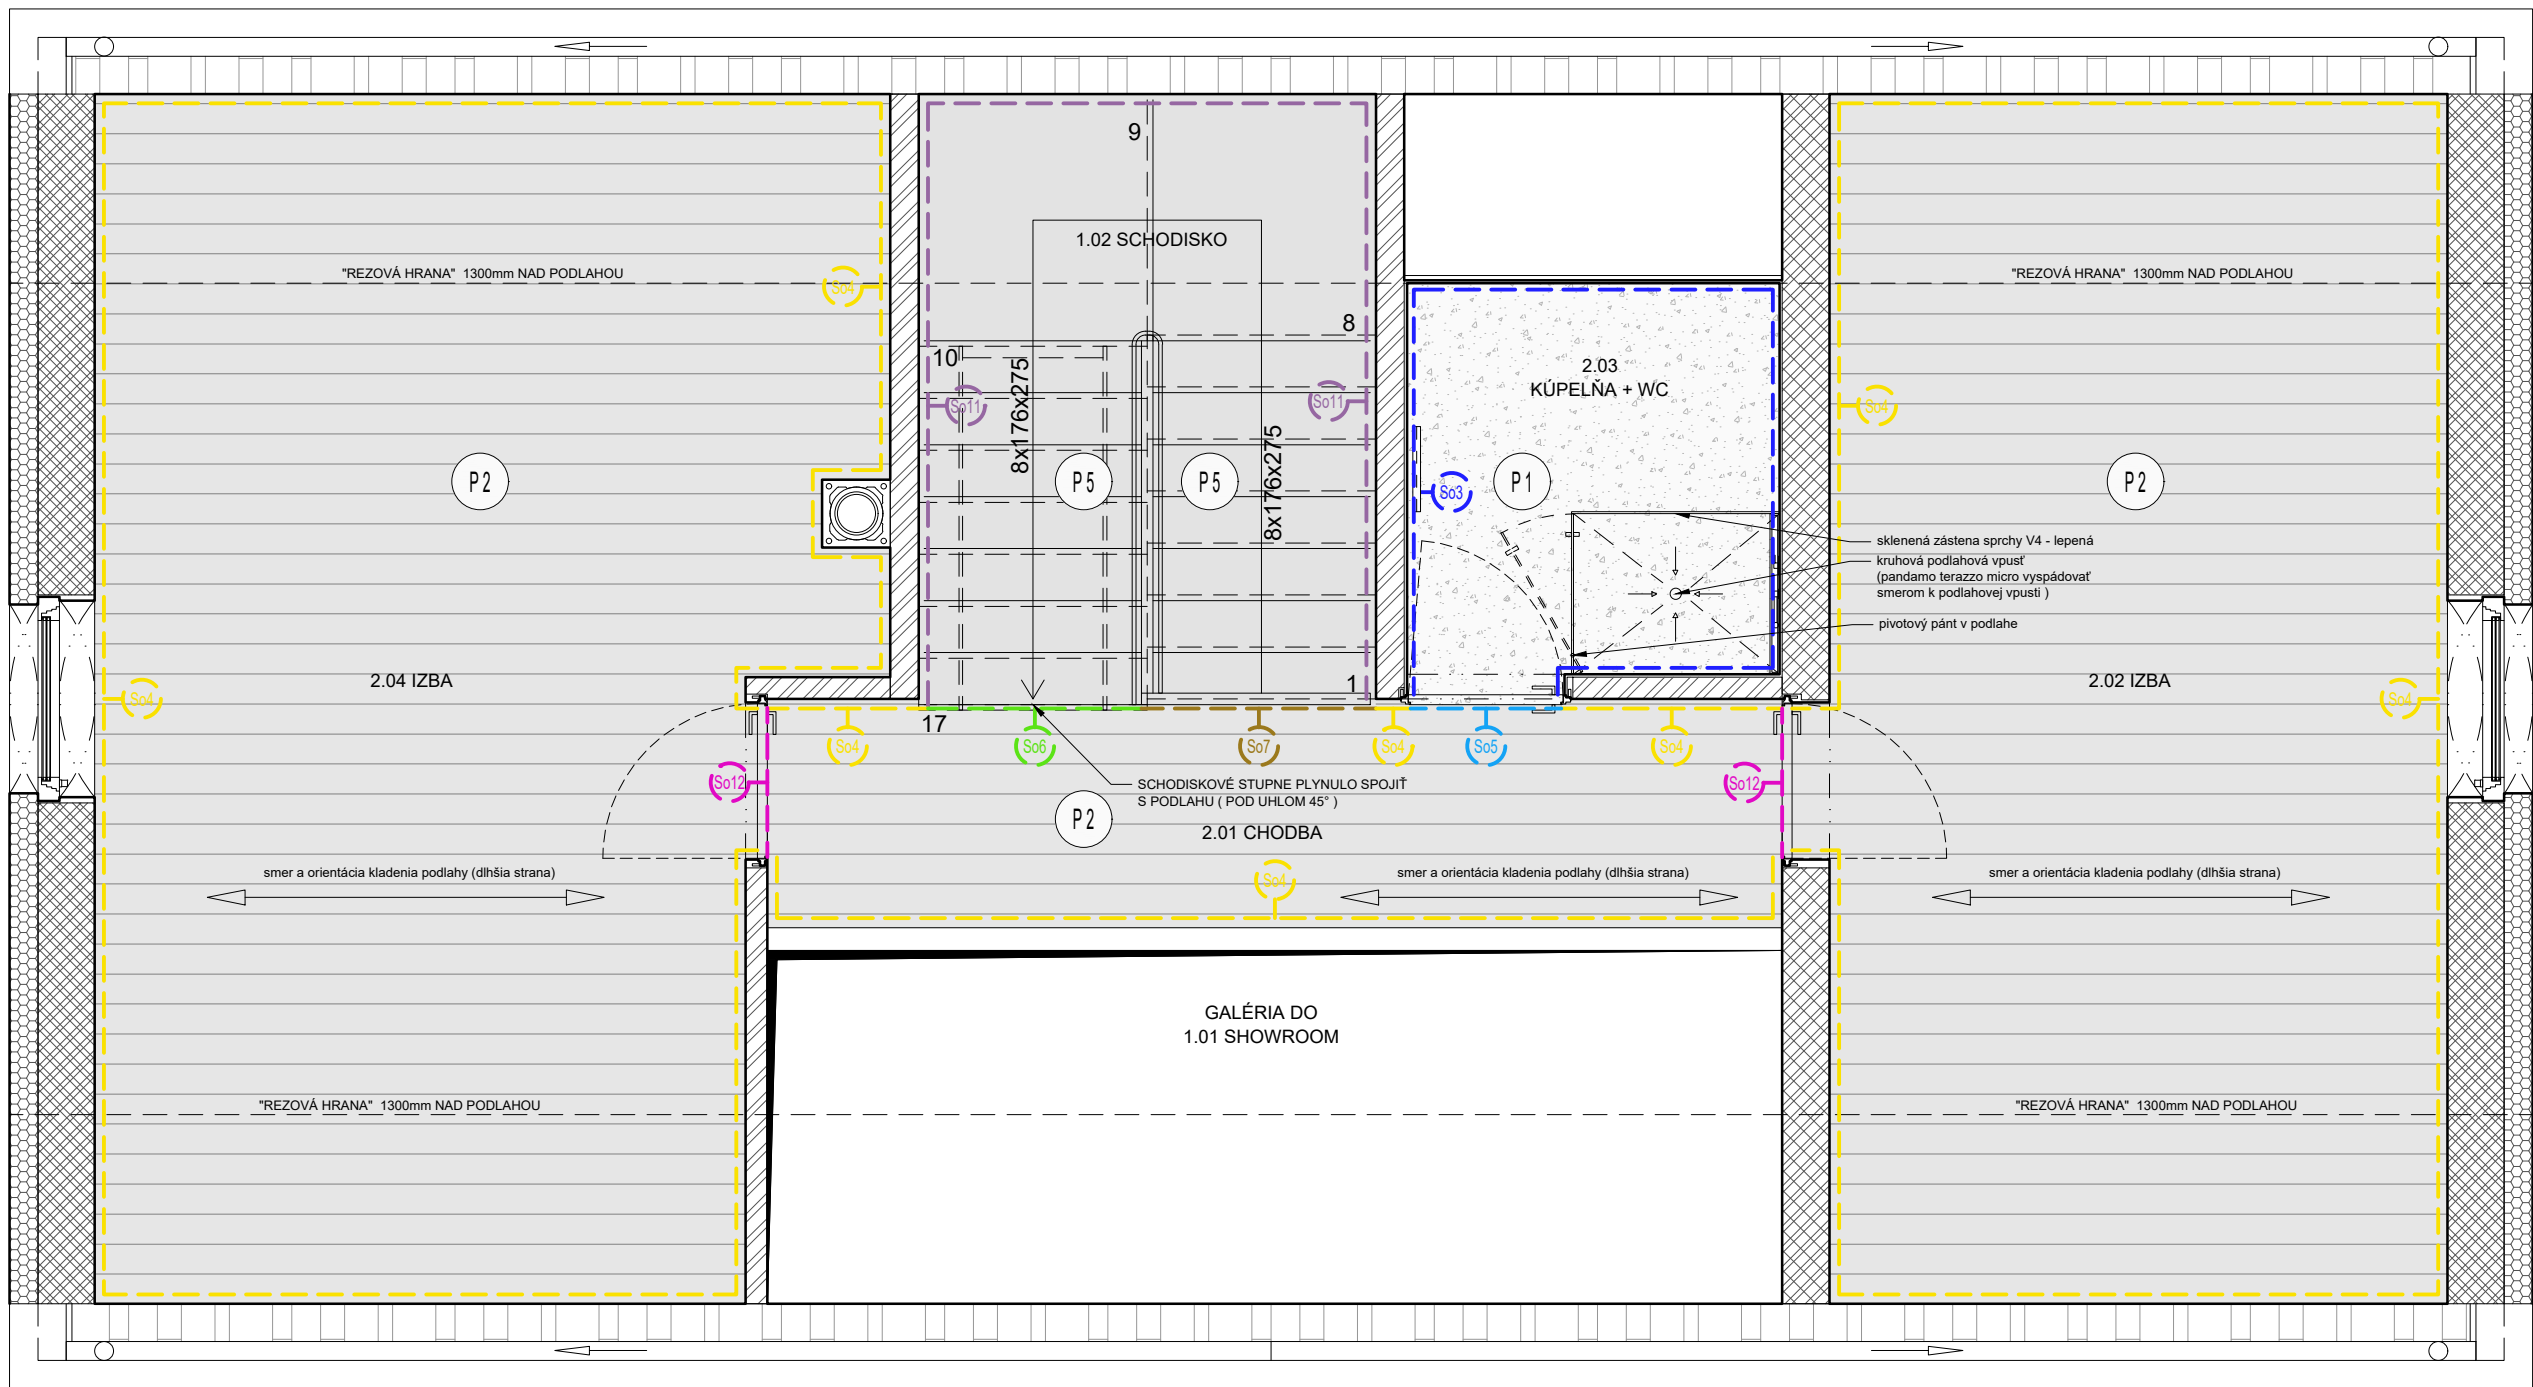 9
1.02 SCHODISKO
"REZOVÁ HRANA" 1300mm NAD PODLAHOU
So4
"REZOVÁ HRANA" 1300mm NAD PODLAHOU
8
10
8x176x275
So11
So11
2.03
KÚPELŇA + WC
So4
8x176x275
P2
P5
P5
So3
P1
P2
sklenená zástena sprchy V4 - lepená
kruhová podlahová vpusť
(pandamo terazzo micro vyspádovať
smerom k podlahovej vpusti )
pivotový pánt v podlahe
2.04 IZBA
1
2.02 IZBA
So4
So4
17
So4
So6
So7
So4
So5
So4
So12
SCHODISKOVÉ STUPNE PLYNULO SPOJIŤ
S PODLAHU ( POD UHLOM 45° )
So12
P2
2.01 CHODBA
smer a orientácia kladenia podlahy (dlhšia strana)
So4
smer a orientácia kladenia podlahy (dlhšia strana)
smer a orientácia kladenia podlahy (dlhšia strana)
GALÉRIA DO
1.01 SHOWROOM
"REZOVÁ HRANA" 1300mm NAD PODLAHOU
"REZOVÁ HRANA" 1300mm NAD PODLAHOU